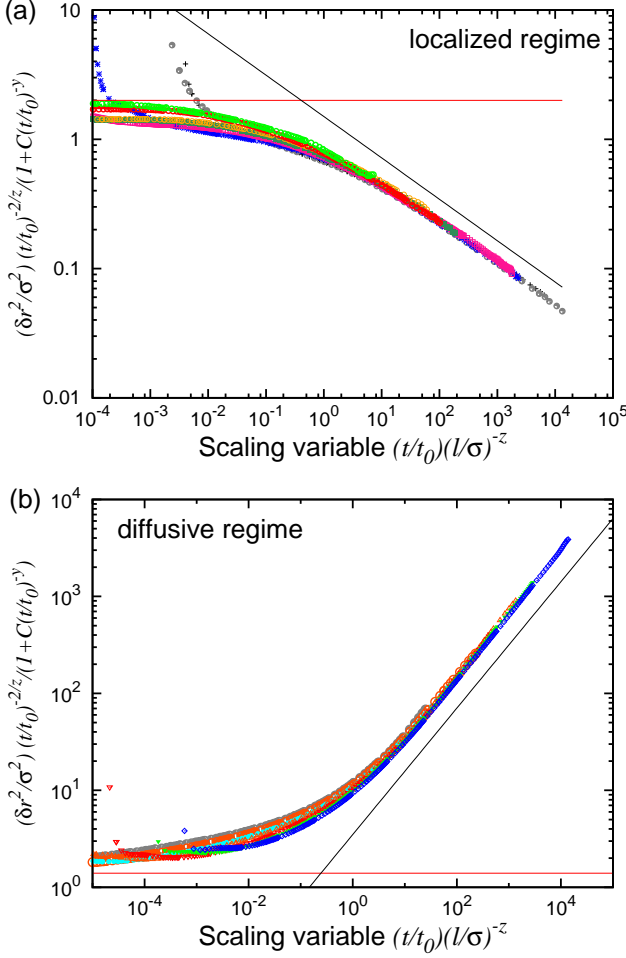 (a)
localized regime
10
1
0.1
0.01
(δr²/σ²) (t/t₀)^{-2/z}/(1+C(t/t₀)^{-y})
10^{-4} 10^{-3} 10^{-2} 10^{-1} 10^{0} 10^{1} 10^{2} 10^{3} 10^{4} 10^{5}
Scaling variable (t/t₀)(l/σ)^{-z}
(b)
diffusive regime
10^{4}
10^{3}
10^{2}
10^{1}
10^{0}
(δr²/σ²) (t/t₀)^{-2/z}/(1+C(t/t₀)^{-y})
10^{-4} 10^{-2} 10^{0} 10^{2} 10^{4}
Scaling variable (t/t₀)(l/σ)^{-z}